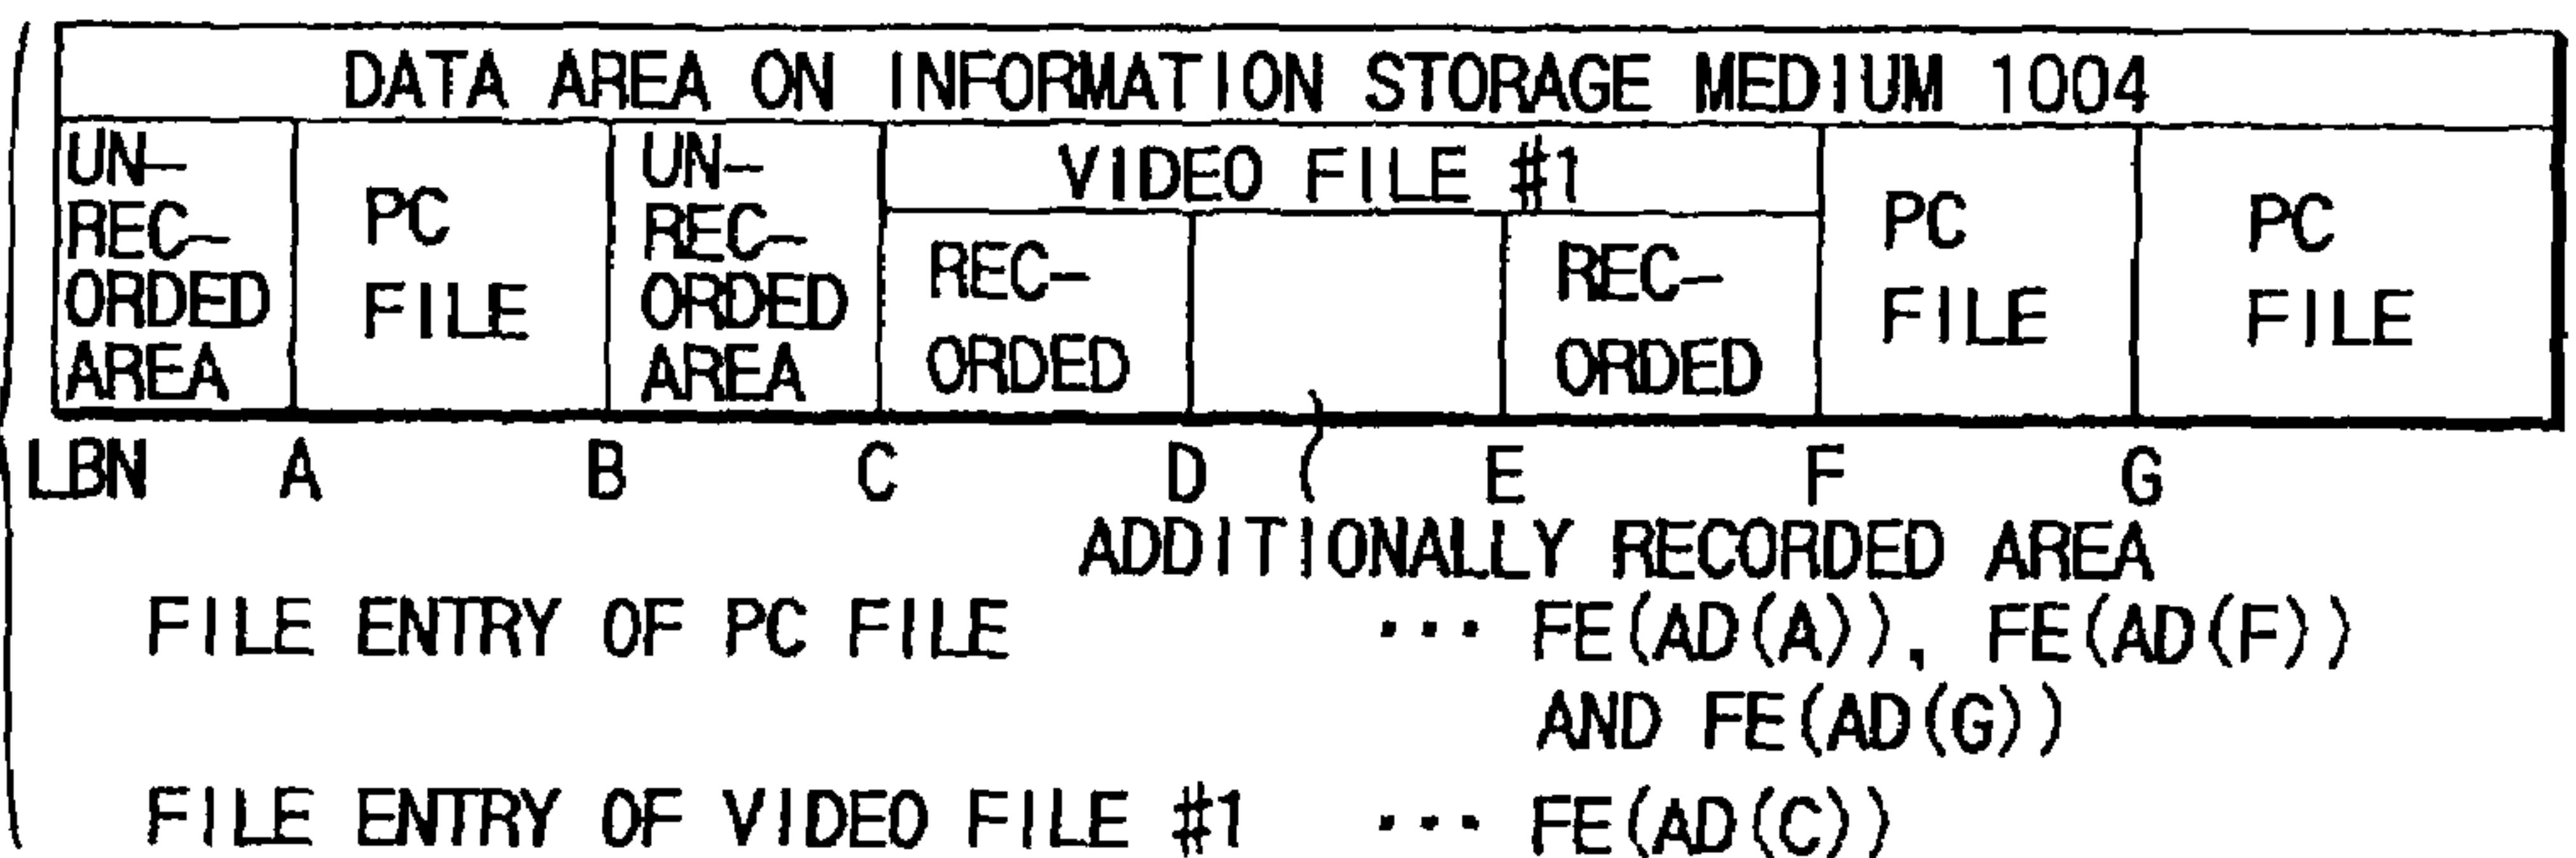 DATA AREA ON INFORMATION STORAGE MEDIUM 1004
UN-
REC-
ORDED
AREA
PC
FILE
UN-
REC-
ORDED
AREA
VIDEO FILE #1
REC-
ORDED
REC-
ORDED
PC
FILE
PC
FILE
LBN A B C D E F G
ADDITIONALLY RECORDED AREA
FILE ENTRY OF PC FILE ... FE(AD(A)), FE(AD(F))
AND FE(AD(G))
FILE ENTRY OF VIDEO FILE #1 ... FE(AD(C))